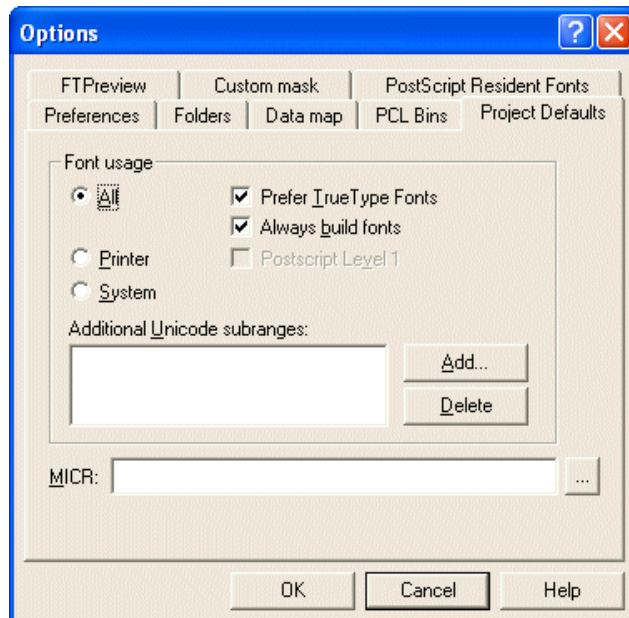 Options
FTPreview Custom mask PostScript Resident Fonts
Preferences Folders Data map PCL Bins Project Defaults
Font usage
All Prefer TrueType Fonts
Always build fonts
Printer Postscript Level 1
System
Additional Unicode subranges:
Add...
Delete
MICR: ...
OK Cancel Help